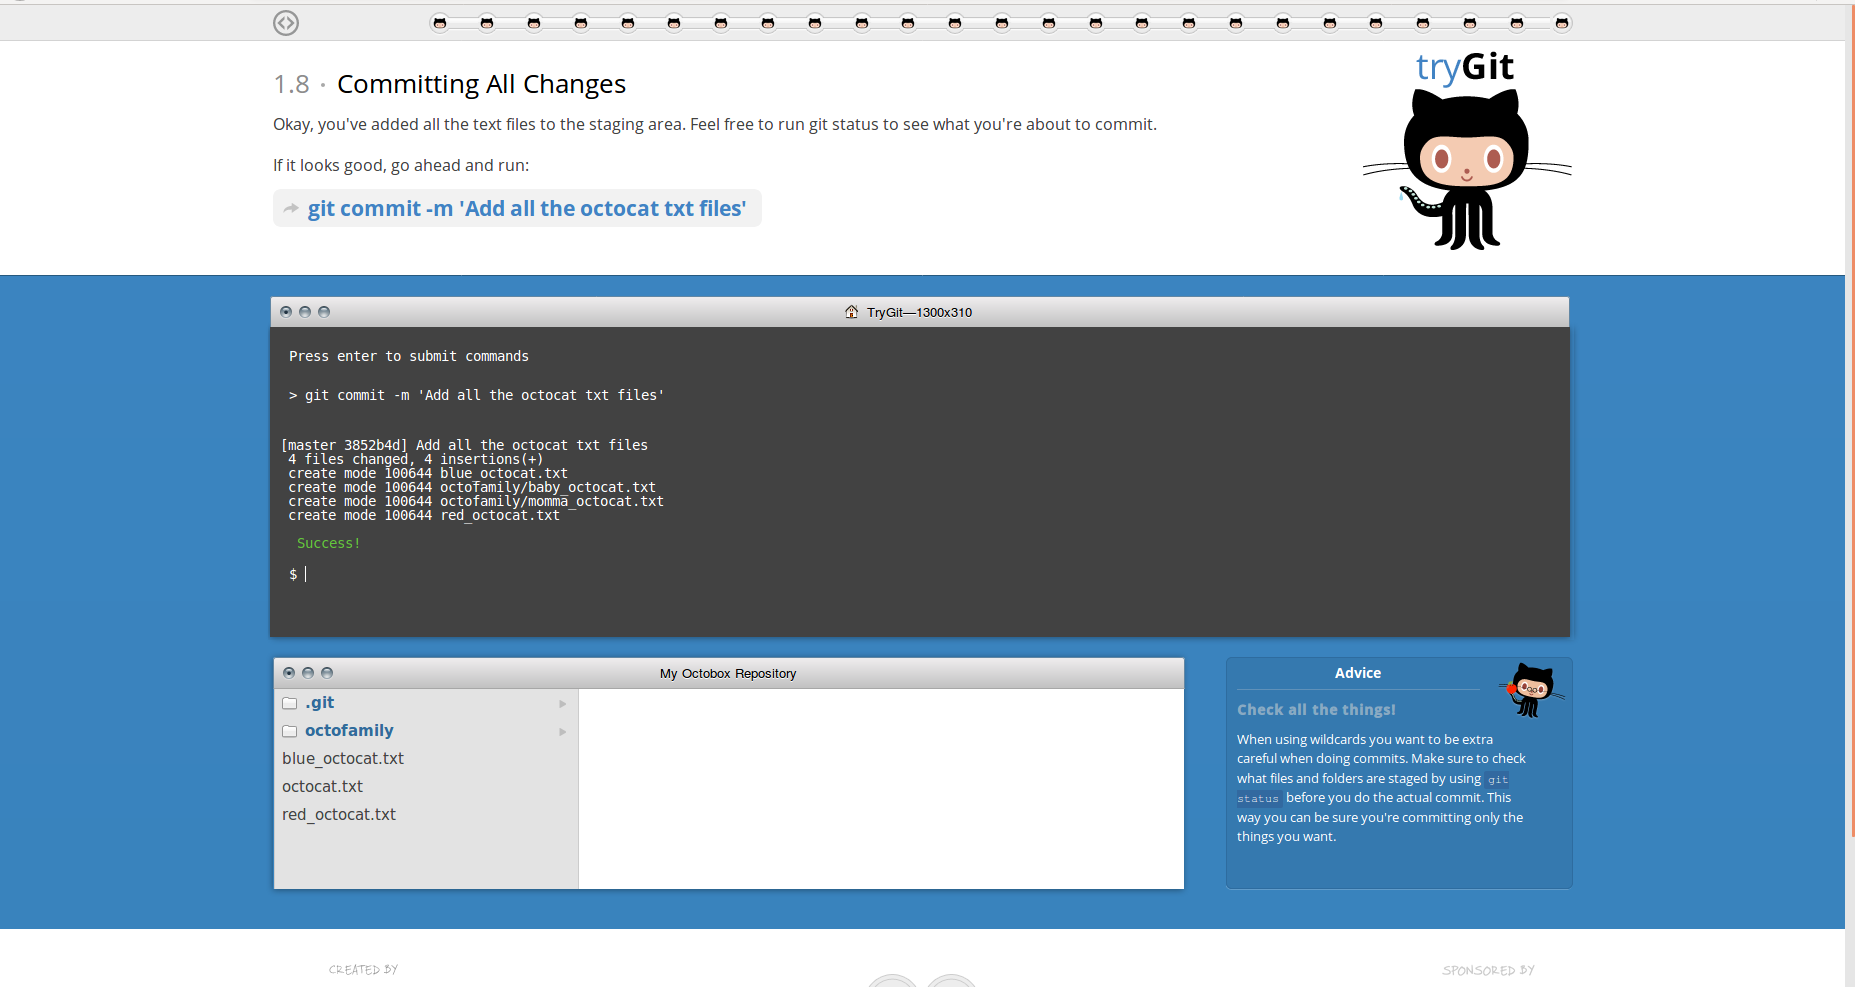 tryGit
1.8 · Committing All Changes
Okay, you've added all the text files to the staging area. Feel free to run git status to see what you're about to commit.
If it looks good, go ahead and run:
git commit -m 'Add all the octocat txt files'
TryGit—1300x310
Press enter to submit commands
> git commit -m 'Add all the octocat txt files'
[master 3852b4d] Add all the octocat txt files
4 files changed, 4 insertions(+)
create mode 100644 blue_octocat.txt
create mode 100644 octofamily/baby_octocat.txt
create mode 100644 octofamily/momma_octocat.txt
create mode 100644 red_octocat.txt
Success!
$
My Octobox Repository
.git
octofamily
blue_octocat.txt
octocat.txt
red_octocat.txt
Advice
Check all the things!
When using wildcards you want to be extra
careful when doing commits. Make sure to check
what files and folders are staged by using git
status before you do the actual commit. This
way you can be sure you're committing only the
things you want.
CREATED BY
SPONSORED BY